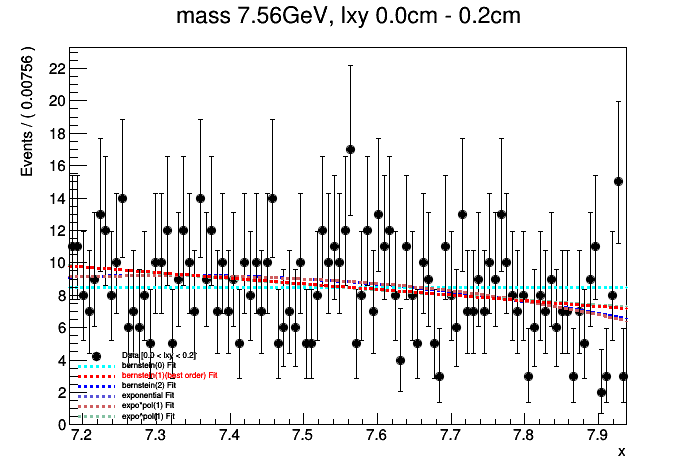 mass 7.56GeV, lxy 0.0cm - 0.2cm
Events / ( 0.00756 )
22
20
18
16
14
12
10
8
6
4
2
0
Data [0.0 < lxy < 0.2]
bernstein(0) Fit
bernstein(1)(best order) Fit
bernstein(2) Fit
exponential Fit
expo*pol(1) Fit
expo^pol(1) Fit
7.2 7.3 7.4 7.5 7.6 7.7 7.8 7.9
x